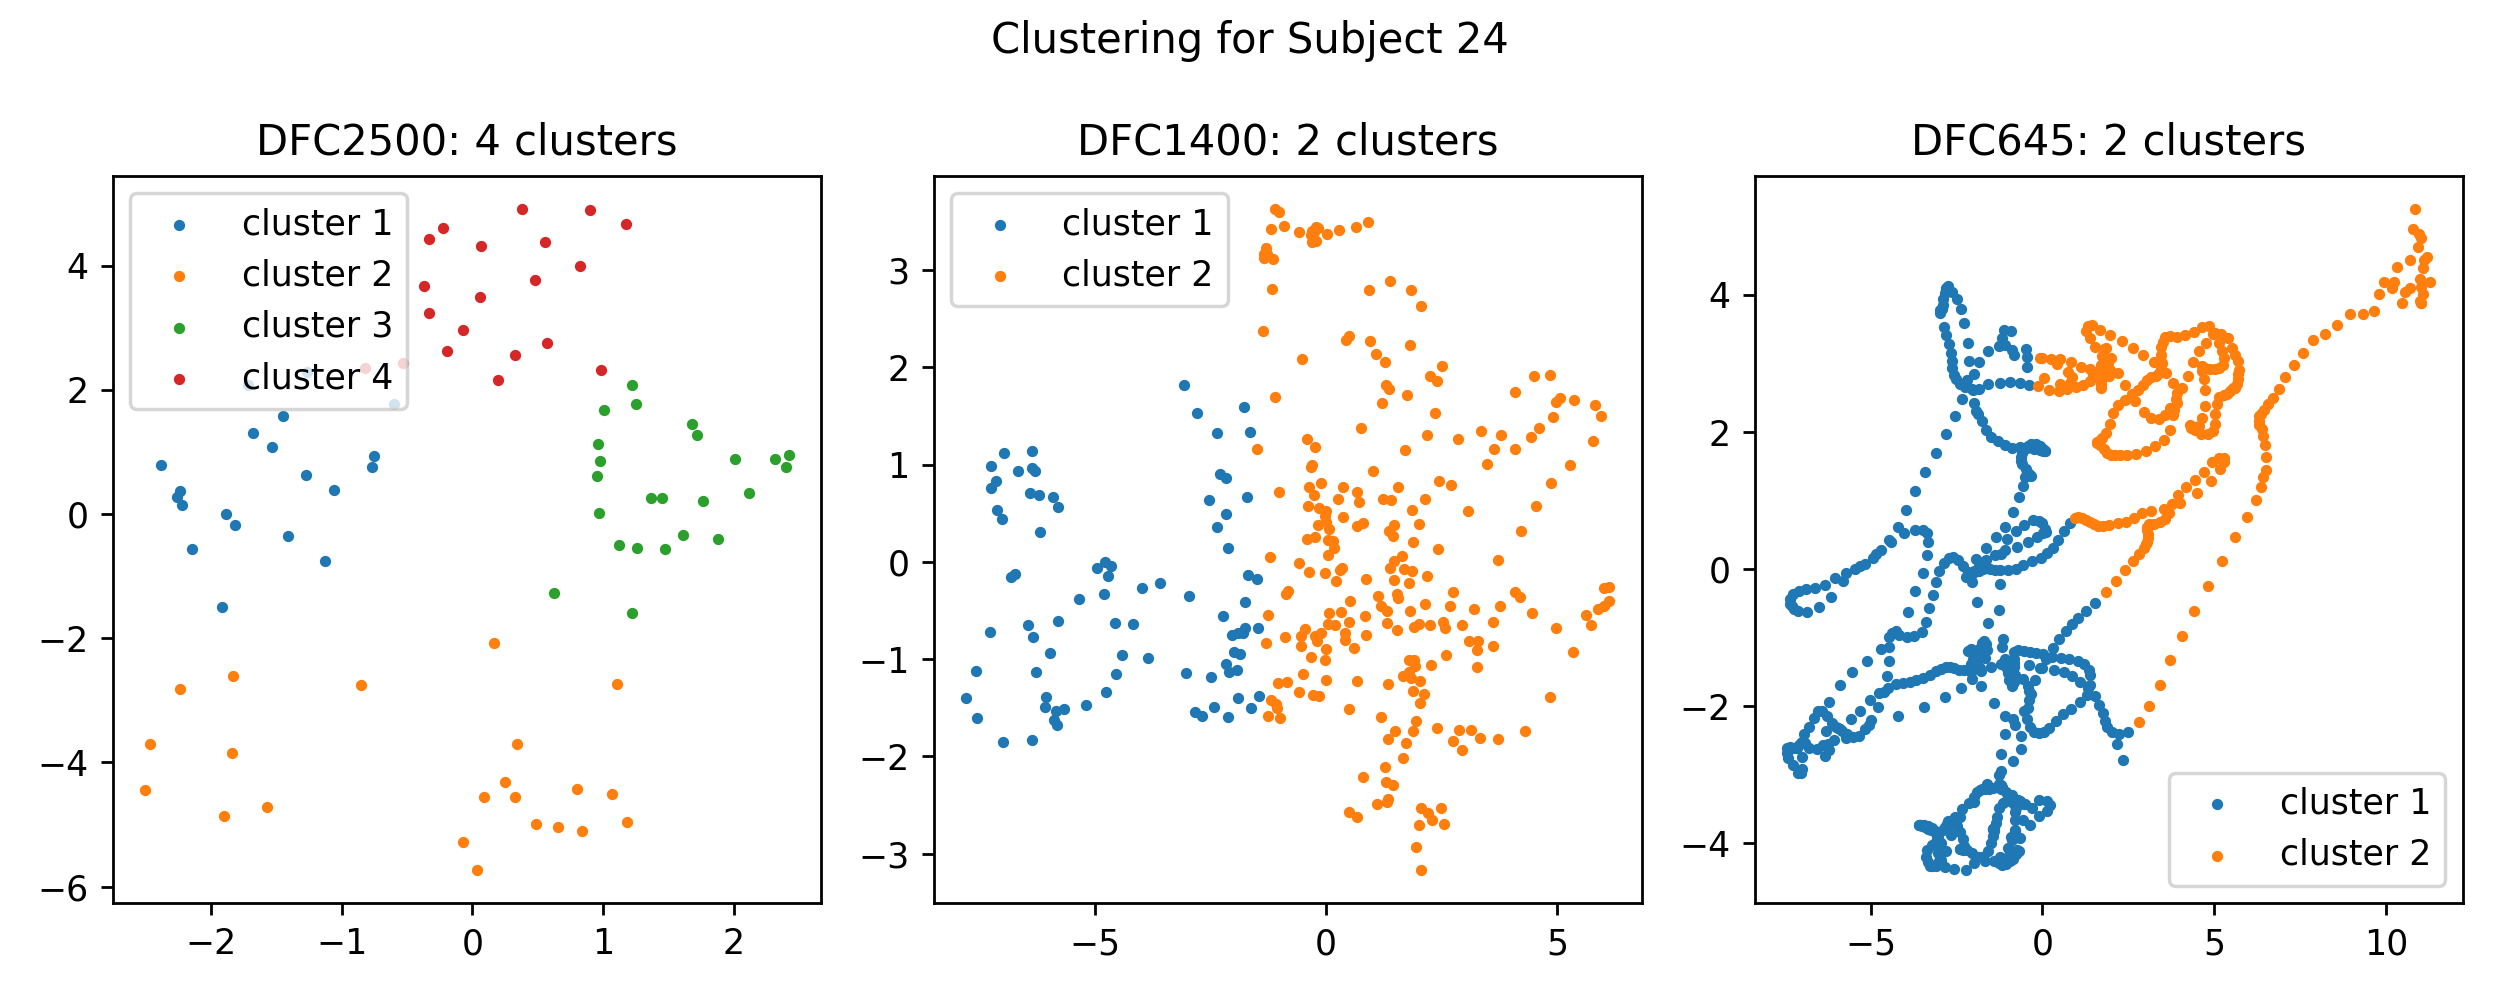 Clustering for Subject 24
DFC2500: 4 clusters
cluster 1
cluster 2
cluster 3
cluster 4
4
2
0
−2
−4
−6
−2
−1
0
1
2
DFC1400: 2 clusters
cluster 1
cluster 2
3
2
1
0
−1
−2
−3
−5
0
5
DFC645: 2 clusters
4
2
0
−2
−4
cluster 1
cluster 2
−5
0
5
10